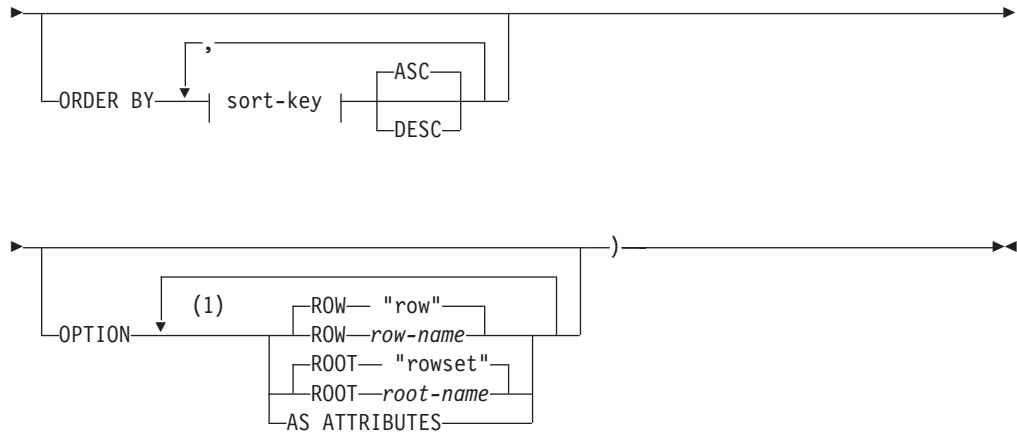 ,
ASC
ORDER BY sort-key
DESC
)
(1) ROW "row"
OPTION ROW row-name
ROOT "rowset"
ROOT root-name
AS ATTRIBUTES